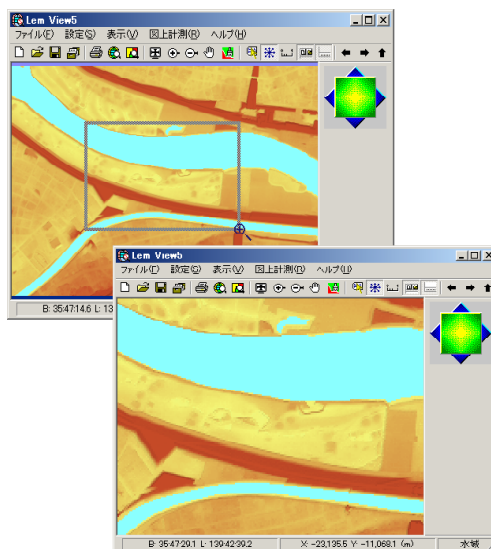 Lem View5
ファイル(F) 設定(S) 表示(V) 図上計測(R) ヘルプ(H)
B: 35:47:14.6 L: 13
Lem View5
ファイル(F) 設定(S) 表示(V) 図上計測(R) ヘルプ(H)
B: 35:47:29.1 L: 139:42:39.2 X: -23,135.5 Y: -11,068.1 (m) 水域